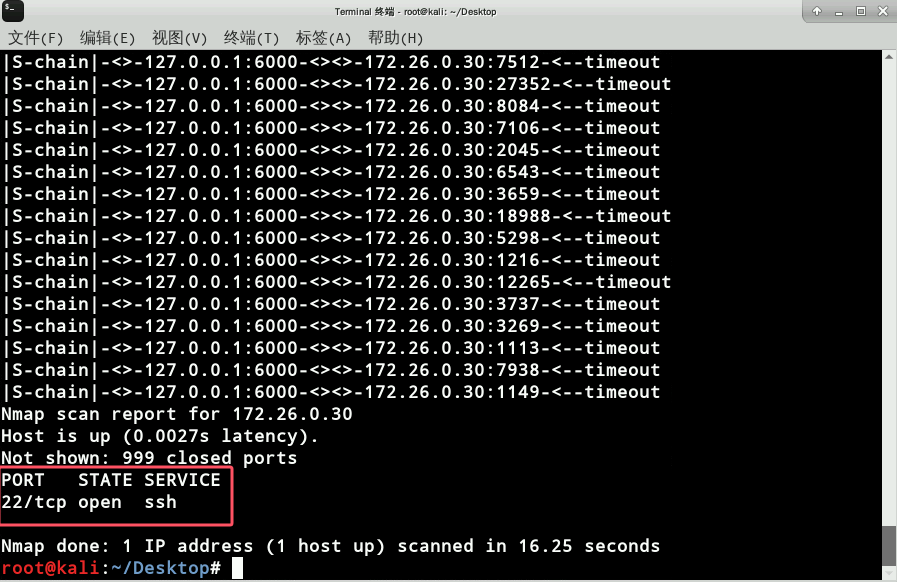 Terminal 终端 - root@kali: ~/Desktop
文件(F) 编辑(E) 视图(V) 终端(T) 标签(A) 帮助(H)
|S-chain|-<>-127.0.0.1:6000-<><>-172.26.0.30:7512-<--timeout
|S-chain|-<>-127.0.0.1:6000-<><>-172.26.0.30:27352-<--timeout
|S-chain|-<>-127.0.0.1:6000-<><>-172.26.0.30:8084-<--timeout
|S-chain|-<>-127.0.0.1:6000-<><>-172.26.0.30:7106-<--timeout
|S-chain|-<>-127.0.0.1:6000-<><>-172.26.0.30:2045-<--timeout
|S-chain|-<>-127.0.0.1:6000-<><>-172.26.0.30:6543-<--timeout
|S-chain|-<>-127.0.0.1:6000-<><>-172.26.0.30:3659-<--timeout
|S-chain|-<>-127.0.0.1:6000-<><>-172.26.0.30:18988-<--timeout
|S-chain|-<>-127.0.0.1:6000-<><>-172.26.0.30:5298-<--timeout
|S-chain|-<>-127.0.0.1:6000-<><>-172.26.0.30:1216-<--timeout
|S-chain|-<>-127.0.0.1:6000-<><>-172.26.0.30:12265-<--timeout
|S-chain|-<>-127.0.0.1:6000-<><>-172.26.0.30:3737-<--timeout
|S-chain|-<>-127.0.0.1:6000-<><>-172.26.0.30:3269-<--timeout
|S-chain|-<>-127.0.0.1:6000-<><>-172.26.0.30:1113-<--timeout
|S-chain|-<>-127.0.0.1:6000-<><>-172.26.0.30:7938-<--timeout
|S-chain|-<>-127.0.0.1:6000-<><>-172.26.0.30:1149-<--timeout
Nmap scan report for 172.26.0.30
Host is up (0.0027s latency).
Not shown: 999 closed ports
PORT   STATE SERVICE
22/tcp open  ssh
Nmap done: 1 IP address (1 host up) scanned in 16.25 seconds
root@kali:~/Desktop#